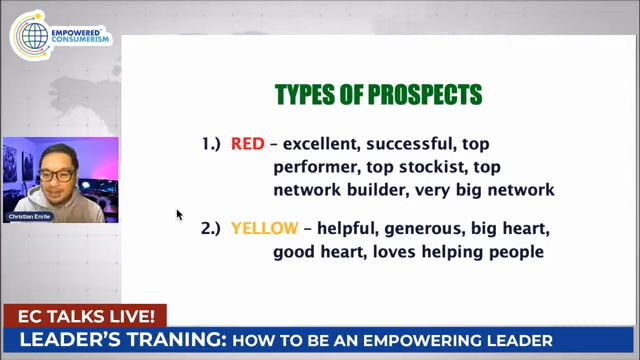 EMPOWERED
CONSUMERISM
TYPES OF PROSPECTS
1.) RED – excellent, successful, top
performer, top stockist, top
network builder, very big network
2.) YELLOW – helpful, generous, big heart,
good heart, loves helping people
Christian Enrile
EC TALKS LIVE!
LEADER'S TRANING: HOW TO BE AN EMPOWERING LEADER